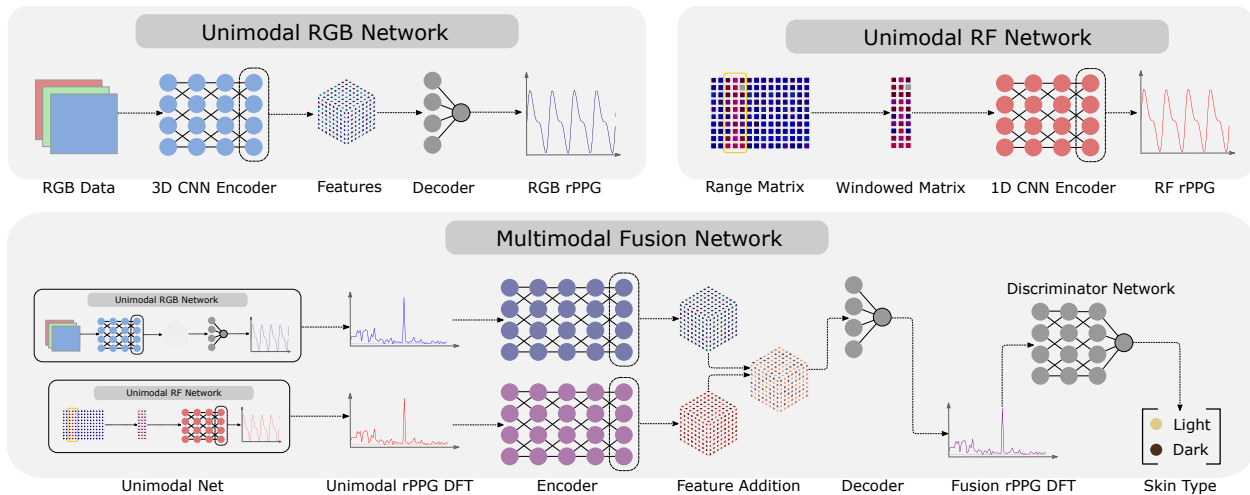 Unimodal RGB Network
RGB Data
3D CNN Encoder
Features
Decoder
RGB rPPG
Unimodal RF Network
Range Matrix
Windowed Matrix
1D CNN Encoder
RF rPPG
Multimodal Fusion Network
Unimodal RGB Network
Unimodal RF Network
Discriminator Network
Light
Dark
Unimodal Net
Unimodal rPPG DFT
Encoder
Feature Addition
Decoder
Fusion rPPG DFT
Skin Type